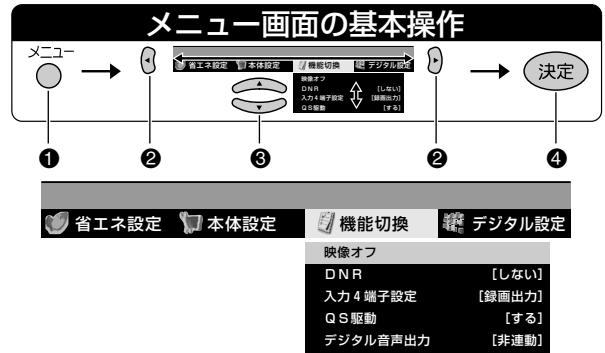 メニュー画面の基本操作
メニュー
決定
省エネ設定 本体設定 機能切換 デジタル設定
映像オフ
DNR [しない]
入力4端子設定 [録画出力]
QS駆動 [する]
❶ ❷ ❸ ❷ ❹
省エネ設定 本体設定 機能切換 デジタル設定
映像オフ
DNR [しない]
入力4端子設定 [録画出力]
QS駆動 [する]
デジタル音声出力 [非連動]